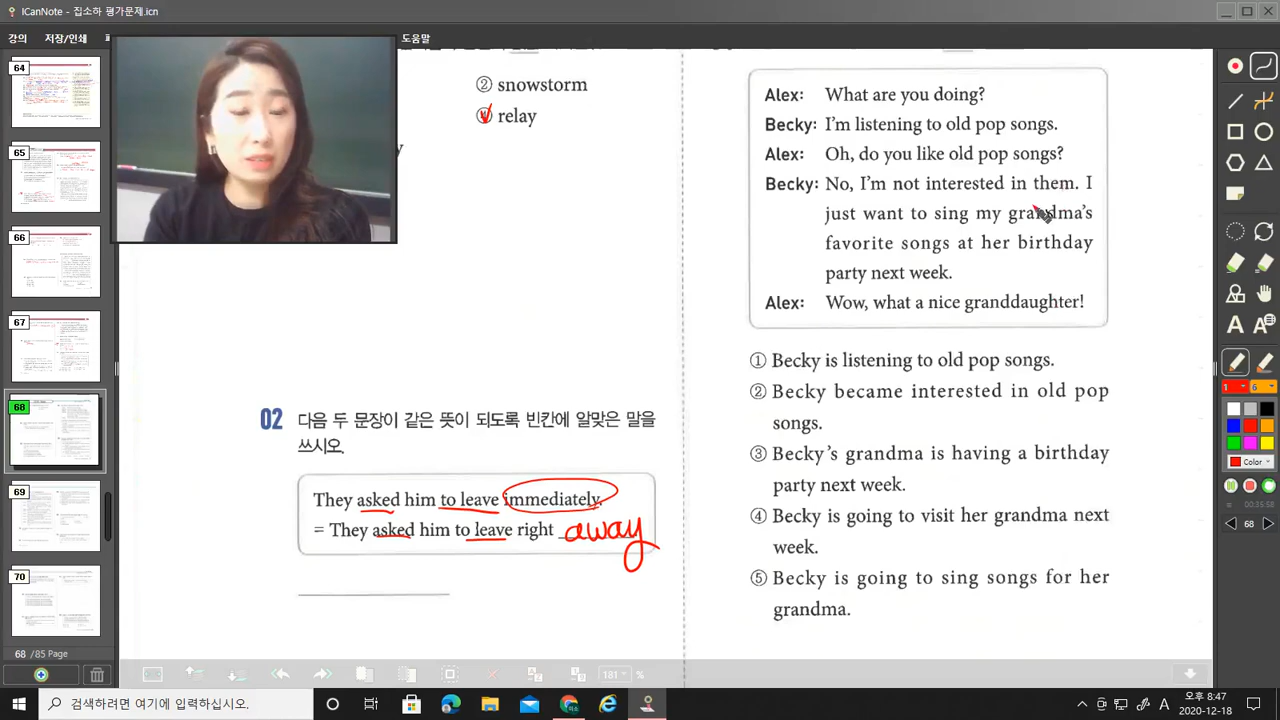 ICanNote - 집소하 평가문제(인)
강의 저장/인쇄 도움말
64
65
66
67
68
69
70
68 /85 Page
② snowstorm
relay
y
02 다음 두 문장이 같은 뜻이 되도록 빈칸에 알맞은 말을
쓰시오.
They asked him to leave immediately.
= They asked him to leave right away
Alex: What are you doing?
Becky: I'm listening to old pop songs.
Alex: Oh, do you like old pop songs?
Becky: No, I'm not interested in them. I
just want to sing my grandma's
favorite songs at her birthday
party next week.
Alex: Wow, what a nice granddaughter!
① Becky is listening to old pop songs.
② Becky became interested in old pop
songs.
③ Becky's grandma is having a birthday
party next week.
④ Becky is going to visit her grandma next
week.
⑤ Becky is going to sing songs for her
grandma.
181 %
1 6
Color
00:35:58
68
검색하려면 여기에 입력하십시오.
A 오후 8:47
2020-12-18